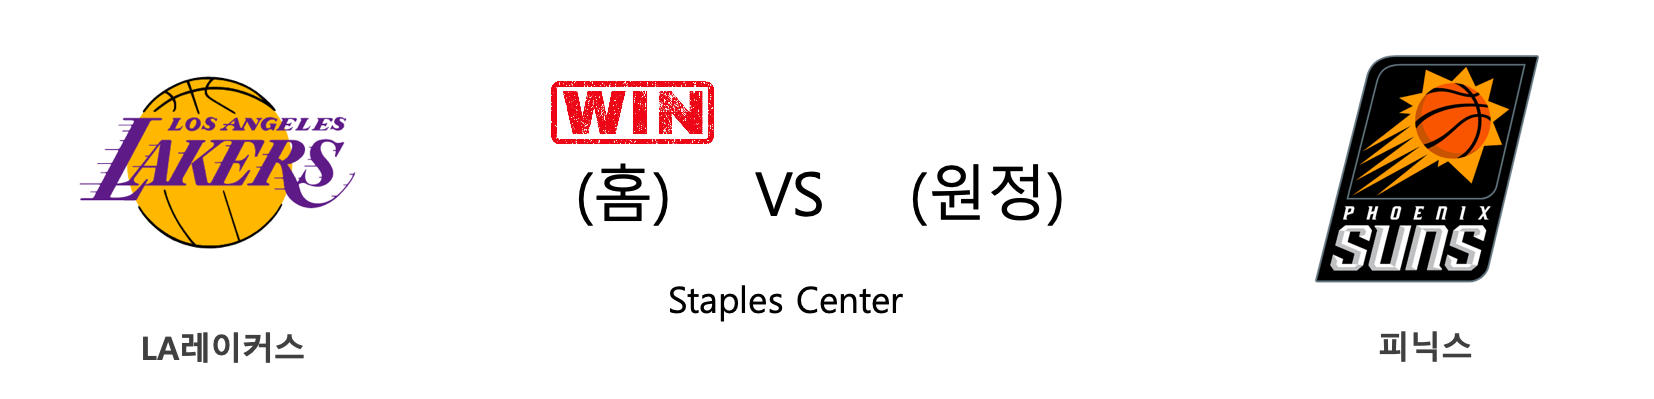 LOS ANGELES
LAKERS
LA레이커스
WIN
(홈) VS (원정)
Staples Center
PHOENIX
SUNS
피닉스